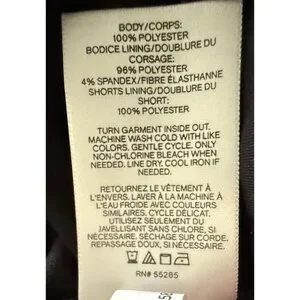 BODY/CORPS:
100% POLYESTER
BODICE LINING/DOUBLURE DU
CORSAGE:
96% POLYESTER
4% SPANDEX/FIBRE ÉLASTHANNE
SHORTS LINING/DOUBLURE DU
SHORT:
100% POLYESTER
TURN GARMENT INSIDE OUT.
MACHINE WASH COLD WITH LIKE
COLORS. GENTLE CYCLE. ONLY
NON-CHLORINE BLEACH WHEN
NEEDED. LINE DRY. COOL IRON IF
NEEDED.
RETOURNEZ LE VÊTEMENT À
L'ENVERS. LAVER À LA MACHINE À
L'EAU FROIDE AVEC COULEURS
SIMILAIRES. CYCLE DÉLICAT.
UTILISEZ SEULEMENT DU
JAVELLISANT SANS CHLORE, SI
NÉCESSAIRE. SÉCHAGE SUR CORDE.
REPASSAGE DOUX, SI NÉCESSAIRE.
RN# 55285